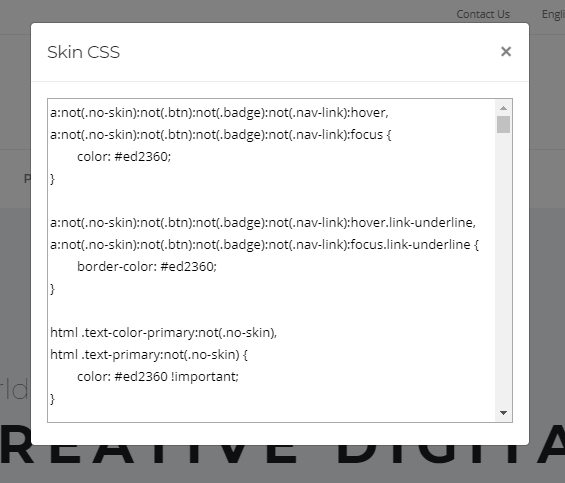 Contact Us
Skin CSS
×
a:not(.no-skin):not(.btn):not(.badge):not(.nav-link):hover,
a:not(.no-skin):not(.btn):not(.badge):not(.nav-link):focus {
color: #ed2360;
}
a:not(.no-skin):not(.btn):not(.badge):not(.nav-link):hover.link-underline,
a:not(.no-skin):not(.btn):not(.badge):not(.nav-link):focus.link-underline {
border-color: #ed2360;
}
html .text-color-primary:not(.no-skin),
html .text-primary:not(.no-skin) {
color: #ed2360 !important;
}
REATIVE DIGITA